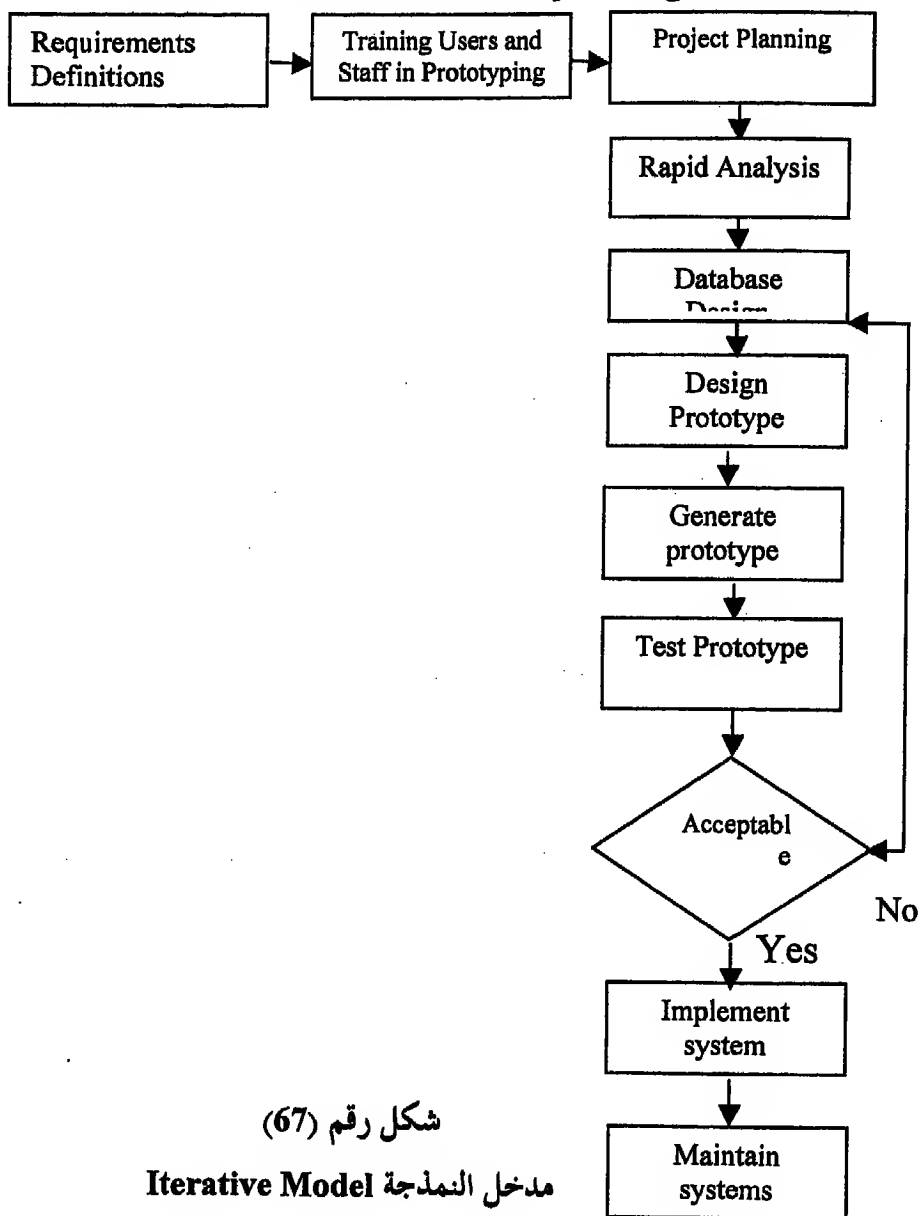 Requirements
Definitions
Training Users and
Staff in Prototyping
Project Planning
Rapid Analysis
Database
Design
Prototype
Generate
prototype
Test Prototype
Acceptabl
e
No
Yes
Implement
system
Maintain
systems
شكل رقم (67)
مدخل النمذجة Iterative Model